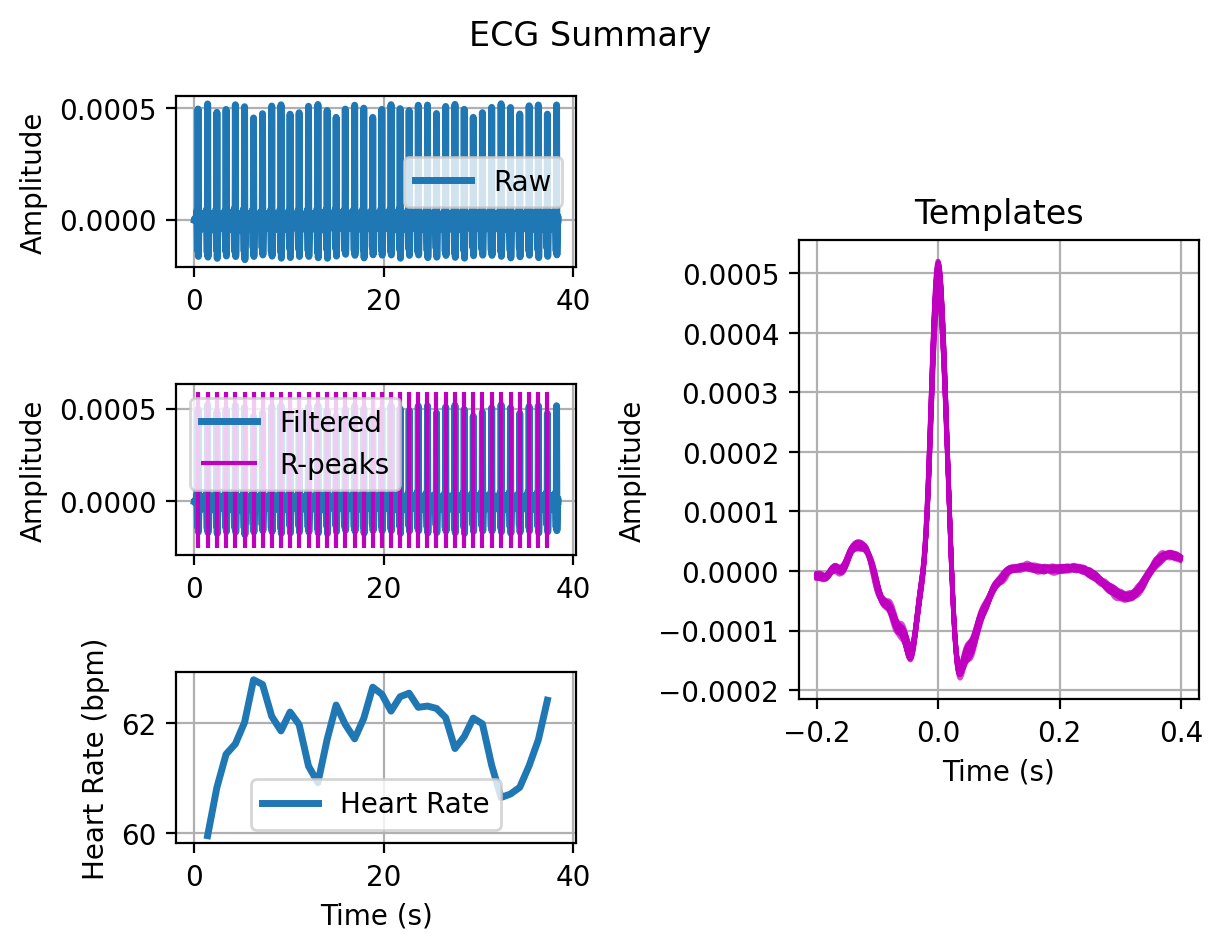 ECG Summary
Amplitude
0.0005
0.0000
Raw
0
20
40
Amplitude
0.0005
0.0000
Filtered
R-peaks
0
20
40
Heart Rate (bpm)
62
60
Heart Rate
0
20
40
Time (s)
Templates
Amplitude
0.0005
0.0004
0.0003
0.0002
0.0001
0.0000
−0.0001
−0.0002
−0.2
0.0
0.2
0.4
Time (s)